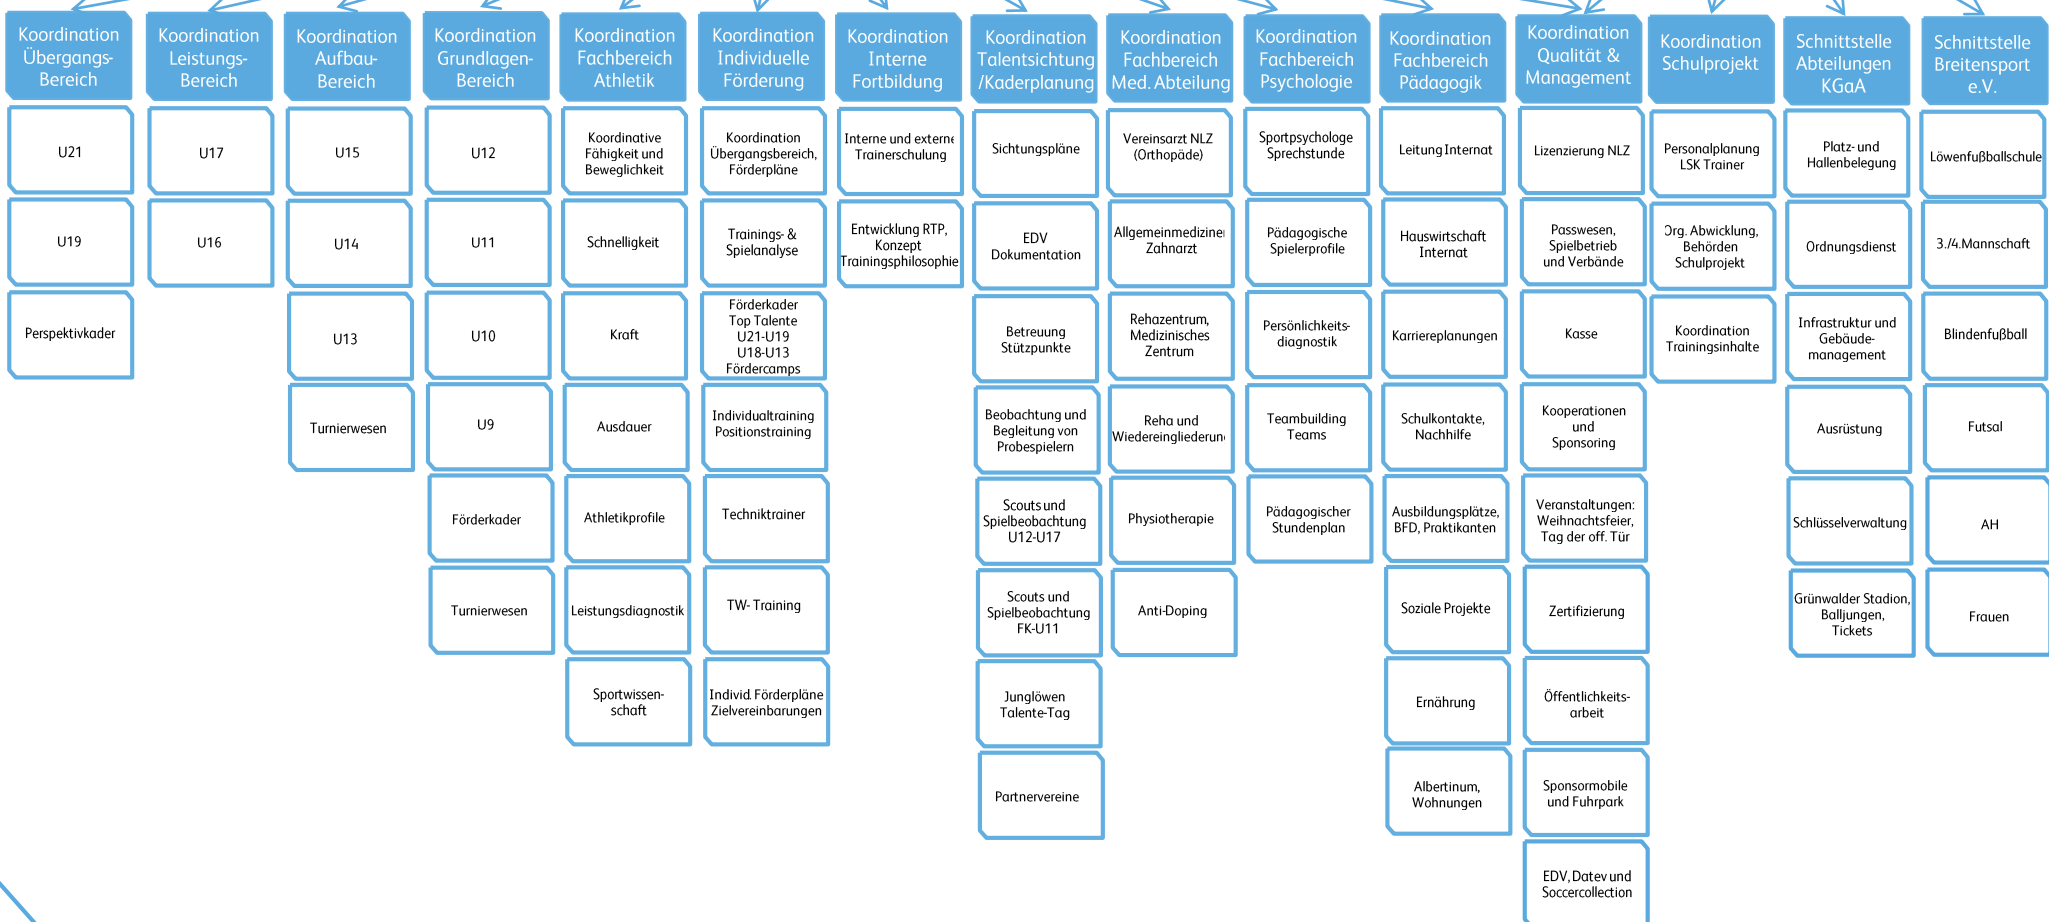 Koordination
Übergangs-
Bereich
U21
U19
Perspektivkader
Koordination
Leistungs-
Bereich
U17
U16
Koordination
Aufbau-
Bereich
U15
U14
U13
Turnierwesen
Koordination
Grundlagen-
Bereich
U12
U11
U10
U9
Förderkader
Turnierwesen
Koordination
Fachbereich
Athletik
Koordinative
Fähigkeit und
Beweglichkeit
Schnelligkeit
Kraft
Ausdauer
Athletikprofile
Leistungsdiagnostik
Sportwissen-
schaft
Koordination
Individuelle
Förderung
Koordination
Übergangsbereich,
Förderpläne
Trainings- &
Spielanalyse
Förderkader
Top Talente
U21-U19
U18-U13
Fördercamps
Individualtraining
Positionstraining
Techniktrainer
TW- Training
Individ. Förderpläne
Zielvereinbarungen
Koordination
Interne
Fortbildung
Interne und externe
Trainerschulung
Entwicklung RTP,
Konzept
Trainingsphilosophie
Koordination
Talentsichtung
/Kaderplanung
Sichtungspläne
EDV
Dokumentation
Betreuung
Stützpunkte
Beobachtung und
Begleitung von
Probespielern
Scouts und
Spielbeobachtung
U12-U17
Scouts und
Spielbeobachtung
FK-U11
Junglöwen
Talente-Tag
Partnervereine
Koordination
Fachbereich
Med. Abteilung
Vereinsarzt NLZ
(Orthopäde)
Allgemeinmediziner
Zahnarzt
Rehazentrum,
Medizinisches
Zentrum
Reha und
Wiedereingliederun
Physiotherapie
Anti-Doping
Koordination
Fachbereich
Psychologie
Sportpsychologe
Sprechstunde
Pädagogische
Spielerprofile
Persönlichkeits-
diagnostik
Teambuilding
Teams
Pädagogischer
Stundenplan
Koordination
Fachbereich
Pädagogik
Leitung Internat
Hauswirtschaft
Internat
Karriereplanungen
Schulkontakte,
Nachhilfe
Ausbildungsplätze,
BFD, Praktikanten
Soziale Projekte
Ernährung
Albertinum,
Wohnungen
Koordination
Qualität &
Management
Lizenzierung NLZ
Passwesen,
Spielbetrieb
und Verbände
Kasse
Kooperationen
und
Sponsoring
Veranstaltungen:
Weihnachtsfeier,
Tag der off. Tür
Zertifizierung
Öffentlichkeits-
arbeit
Sponsormobile
und Fuhrpark
EDV, Datev und
Soccercollection
Koordination
Schulprojekt
Personalplanung
LSK Trainer
Org. Abwicklung,
Behörden
Schulprojekt
Koordination
Trainingsinhalte
Schnittstelle
Abteilungen
KGaA
Platz- und
Hallenbelegung
Ordnungsdienst
Infrastruktur und
Gebäude-
management
Ausrüstung
Schlüsselverwaltung
Grünwalder Stadion,
Balljungen,
Tickets
Schnittstelle
Breitensport
e.V.
Löwenfußballschule
3./4.Mannschaft
Blindenfußball
Futsal
AH
Frauen